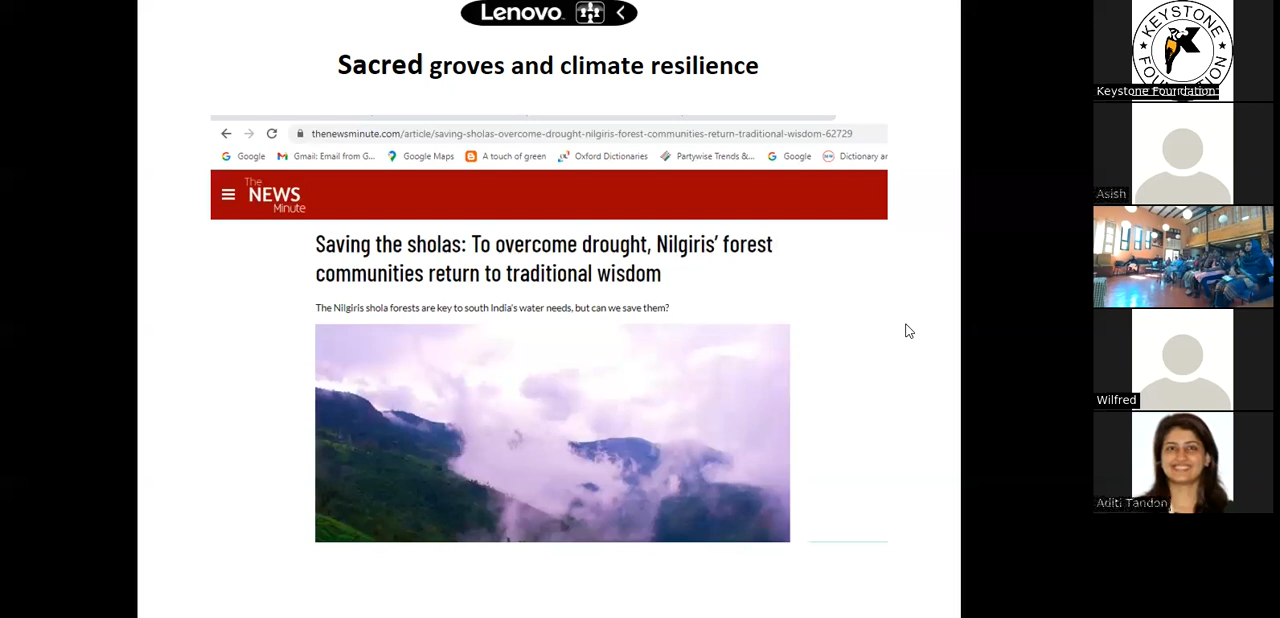 Lenovo
Sacred groves and climate resilience
thenewsminute.com/article/saving-sholas-overcome-drought-nilgiris-forest-communities-return-traditional-wisdom-62729
Google
Gmail: Email from G...
Google Maps
A touch of green
Oxford Dictionaries
Partywise Trends &...
Google
Dictionary ar
The
NEWS
Minute
Saving the sholas: To overcome drought, Nilgiris’ forest
communities return to traditional wisdom
The Nilgiris shola forests are key to south India's water needs, but can we save them?
KEYSTONE
FOUNDATION
K
Keystone Foundation
Asish
Wilfred
Aditi Tandon